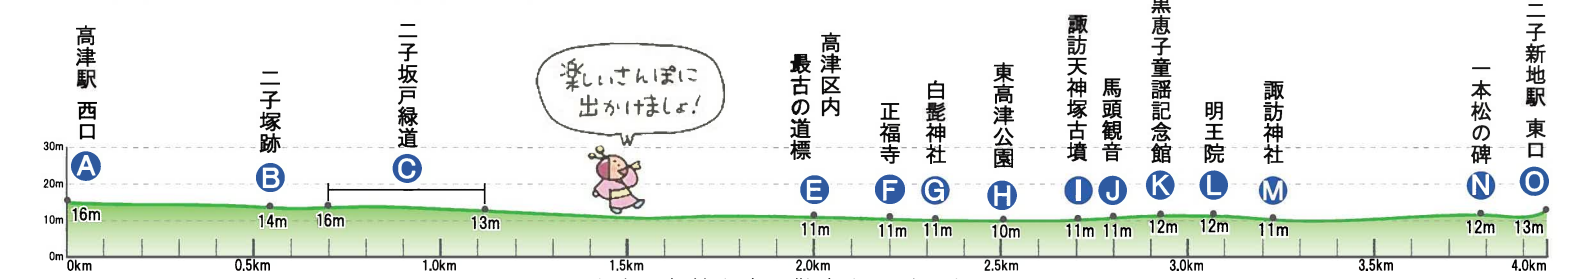 高津駅 西口
二子塚跡
二子坂戸緑道
楽しいさんぽに
出かけましょ!
高津区内
最古の道標
正福寺
白髭神社
東高津公園
諏訪天神塚古墳
馬頭観音
黒恵子童謡記念館
明王院
諏訪神社
一本松の碑
二子新地駅 東口
30m
20m
10m
0m
A
B
C
E
F
G
H
I
J
K
L
M
N
O
16m
14m
16m
13m
11m
11m
11m
10m
11m
11m
12m
12m
11m
12m
13m
0km
0.5km
1.0km
1.5km
2.0km
2.5km
3.0km
3.5km
4.0km